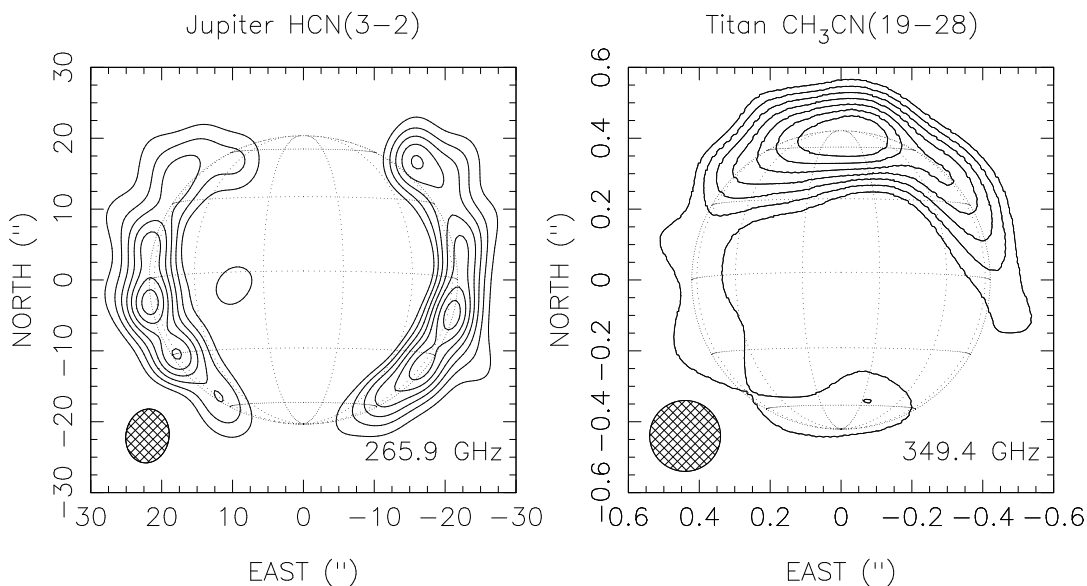 Jupiter HCN(3−2)
30
20
10
0
−10
−20
−30
NORTH (")
265.9 GHz
30 20 10 0 −10 −20 −30
EAST (")
Titan CH₃CN(19−28)
0.6
0.4
0.2
0
−0.2
−0.4
−0.6
NORTH (")
349.4 GHz
0.6 0.4 0.2 0 −0.2 −0.4 −0.6
EAST (")